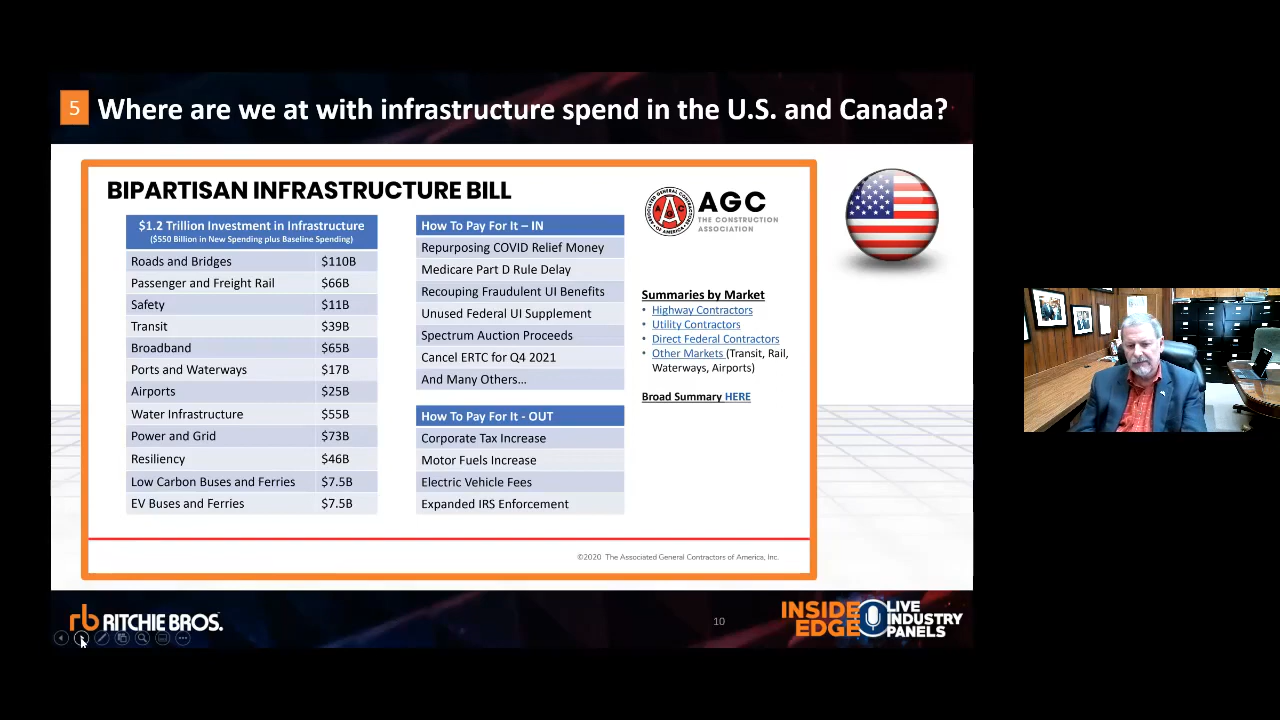 5 Where are we at with infrastructure spend in the U.S. and Canada?
BIPARTISAN INFRASTRUCTURE BILL
$1.2 Trillion Investment in Infrastructure
($550 Billion in New Spending plus Baseline Spending)
Roads and Bridges $110B
Passenger and Freight Rail $66B
Safety $11B
Transit $39B
Broadband $65B
Ports and Waterways $17B
Airports $25B
Water Infrastructure $55B
Power and Grid $73B
Resiliency $46B
Low Carbon Buses and Ferries $7.5B
EV Buses and Ferries $7.5B
How To Pay For It – IN
Repurposing COVID Relief Money
Medicare Part D Rule Delay
Recouping Fraudulent UI Benefits
Unused Federal UI Supplement
Spectrum Auction Proceeds
Cancel ERTC for Q4 2021
And Many Others...
How To Pay For It - OUT
Corporate Tax Increase
Motor Fuels Increase
Electric Vehicle Fees
Expanded IRS Enforcement
AGC
THE CONSTRUCTION
ASSOCIATION
Summaries by Market
• Highway Contractors
• Utility Contractors
• Direct Federal Contractors
• Other Markets (Transit, Rail,
Waterways, Airports)
Broad Summary HERE
©2020 The Associated General Contractors of America, Inc.
rb RITCHIE BROS.
10
INSIDE
EDGE
LIVE
INDUSTRY
PANELS